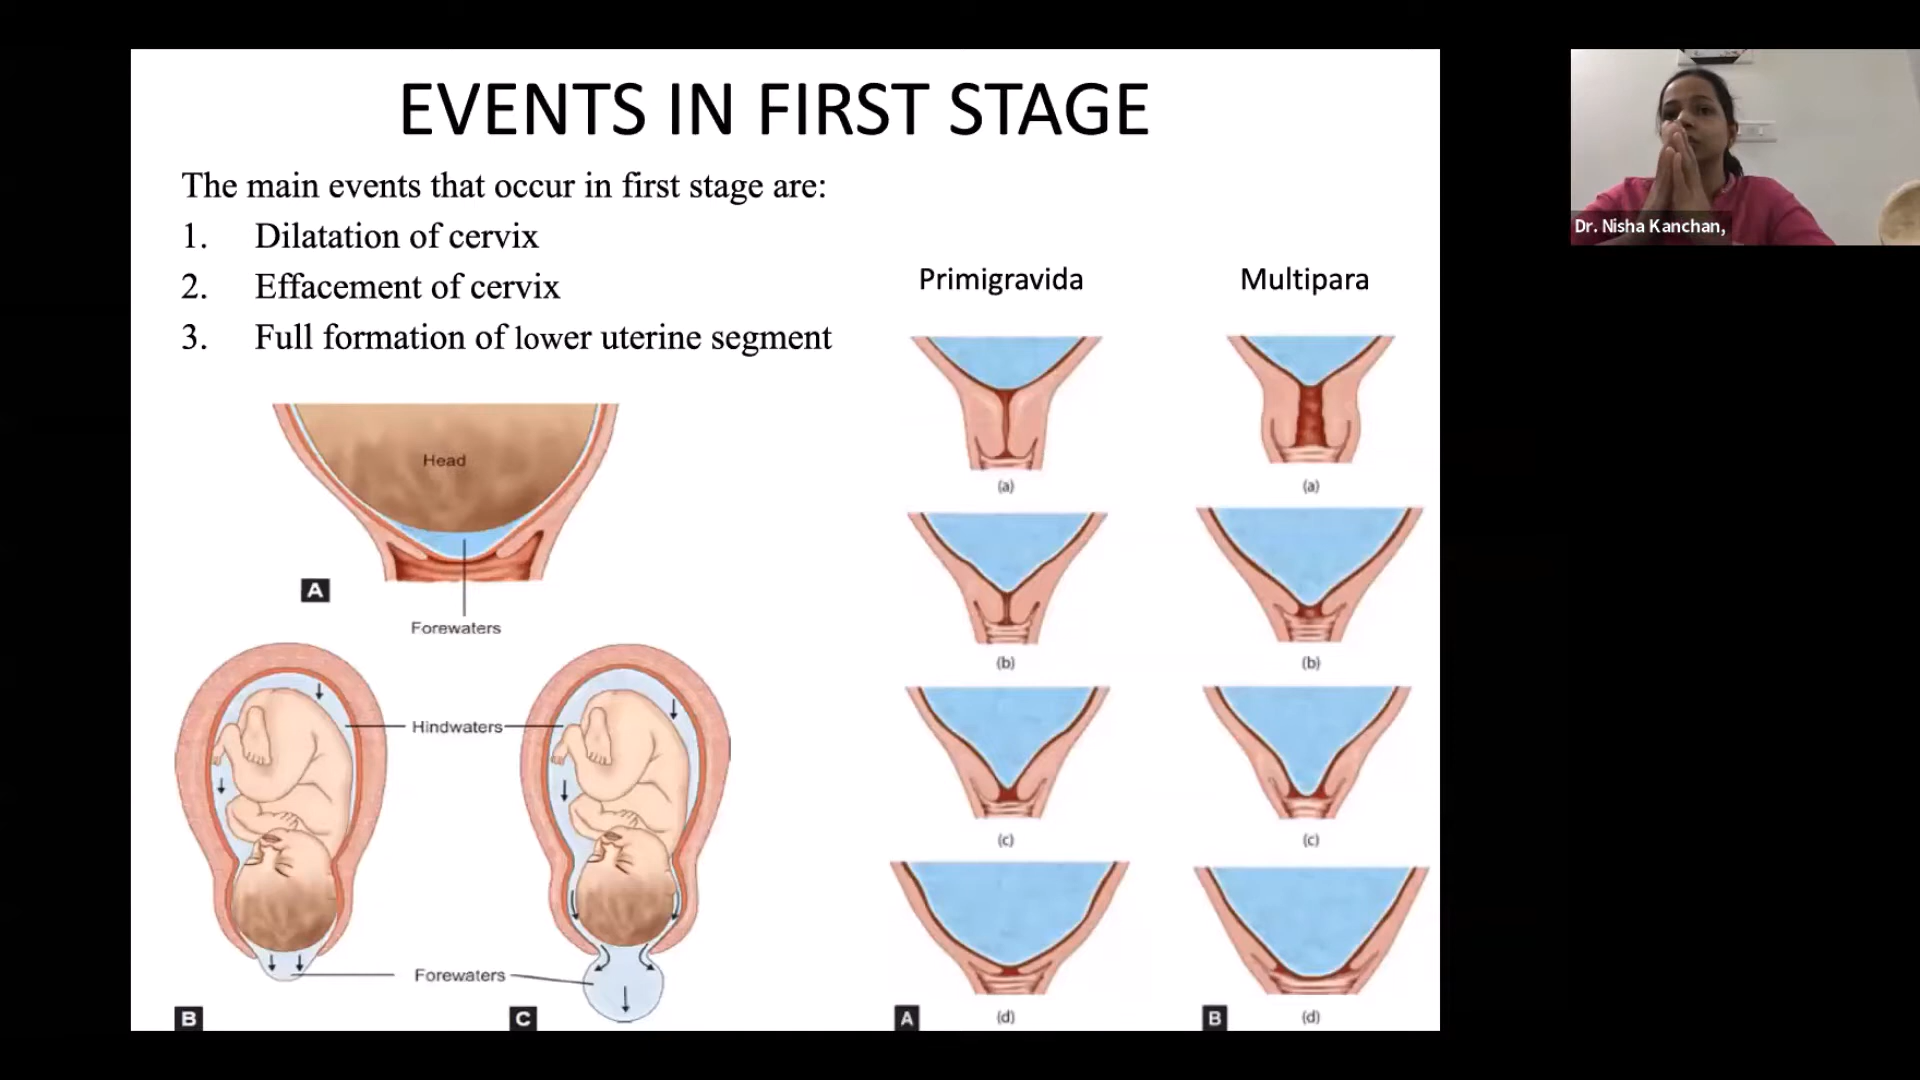 EVENTS IN FIRST STAGE
The main events that occur in first stage are:
1. Dilatation of cervix
2. Effacement of cervix
3. Full formation of lower uterine segment
Head
A
Forewaters
Hindwaters
Forewaters
B
C
Primigravida
Multipara
(a)
(a)
(b)
(b)
(c)
(c)
A
(d)
B
(d)
Dr. Nisha Kanchan,